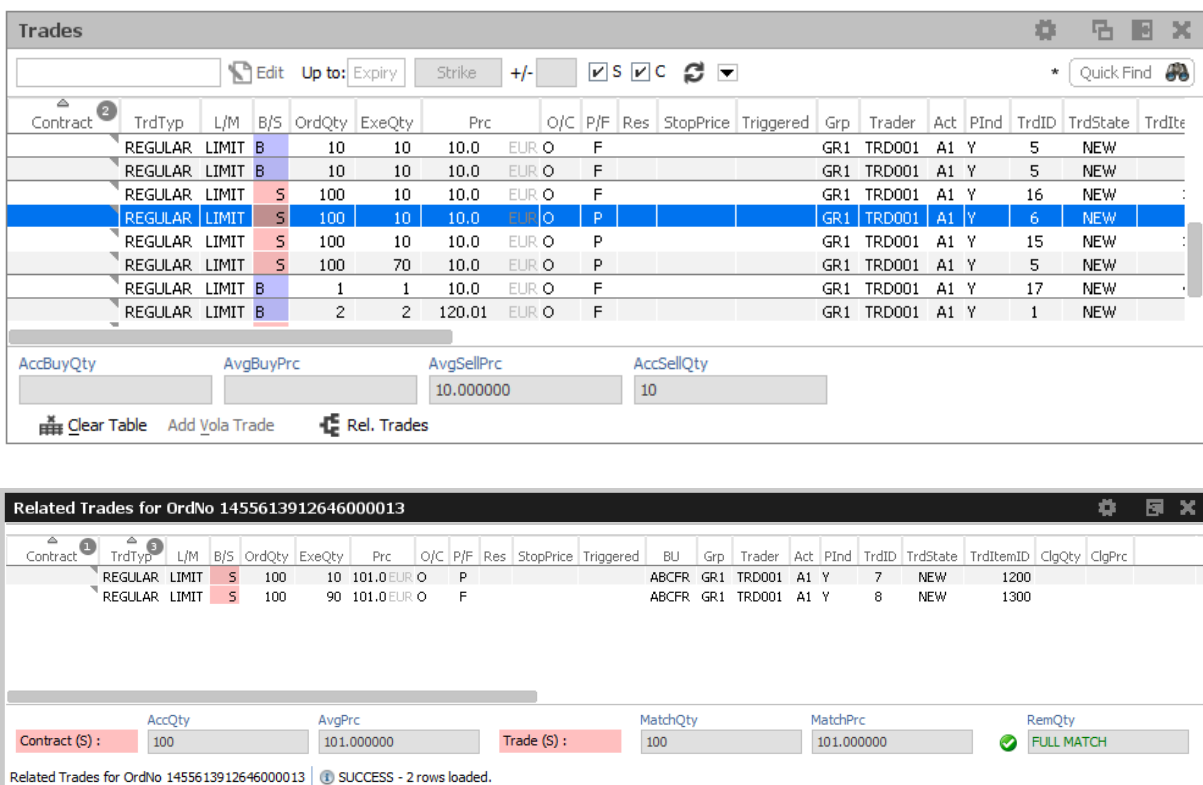 Trades
Edit Up to: Expiry Strike +/- S C * Quick Find
Contract 2 TrdTyp L/M B/S OrdQty ExeQty Prc O/C P/F Res StopPrice Triggered Grp Trader Act PInd TrdID TrdState TrdIte
REGULAR LIMIT B 10 10 10.0 EUR O F GR1 TRD001 A1 Y 5 NEW
REGULAR LIMIT B 10 10 10.0 EUR O F GR1 TRD001 A1 Y 5 NEW
REGULAR LIMIT S 100 10 10.0 EUR O F GR1 TRD001 A1 Y 16 NEW
REGULAR LIMIT S 100 10 10.0 EUR O P GR1 TRD001 A1 Y 6 NEW
REGULAR LIMIT S 100 10 10.0 EUR O P GR1 TRD001 A1 Y 15 NEW
REGULAR LIMIT S 100 70 10.0 EUR O P GR1 TRD001 A1 Y 5 NEW
REGULAR LIMIT B 1 1 10.0 EUR O F GR1 TRD001 A1 Y 17 NEW
REGULAR LIMIT B 2 2 120.01 EUR O F GR1 TRD001 A1 Y 1 NEW
AccBuyQty AvgBuyPrc AvgSellPrc AccSellQty
10.000000 10
Clear Table Add Vola Trade Rel. Trades
Related Trades for OrdNo 1455613912646000013
Contract 1 TrdTyp 3 L/M B/S OrdQty ExeQty Prc O/C P/F Res StopPrice Triggered BU Grp Trader Act PInd TrdID TrdState TrdItemID ClgQty ClgPrc
REGULAR LIMIT S 100 10 101.0 EUR O P ABCFR GR1 TRD001 A1 Y 7 NEW 1200
REGULAR LIMIT S 100 90 101.0 EUR O F ABCFR GR1 TRD001 A1 Y 8 NEW 1300
AccQty AvgPrc MatchQty MatchPrc RemQty
Contract (S) : 100 101.000000 Trade (S) : 100 101.000000 FULL MATCH
Related Trades for OrdNo 1455613912646000013 SUCCESS - 2 rows loaded.